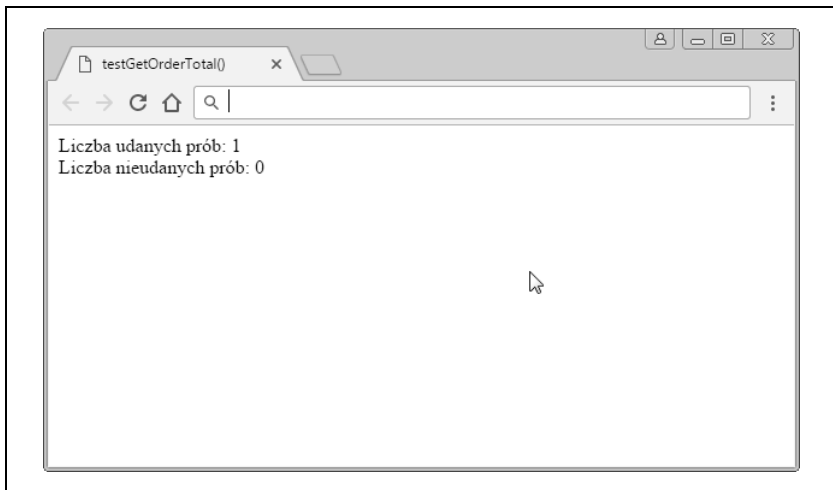 testGetOrderTotal()
Liczba udanych prób: 1
Liczba nieudanych prób: 0